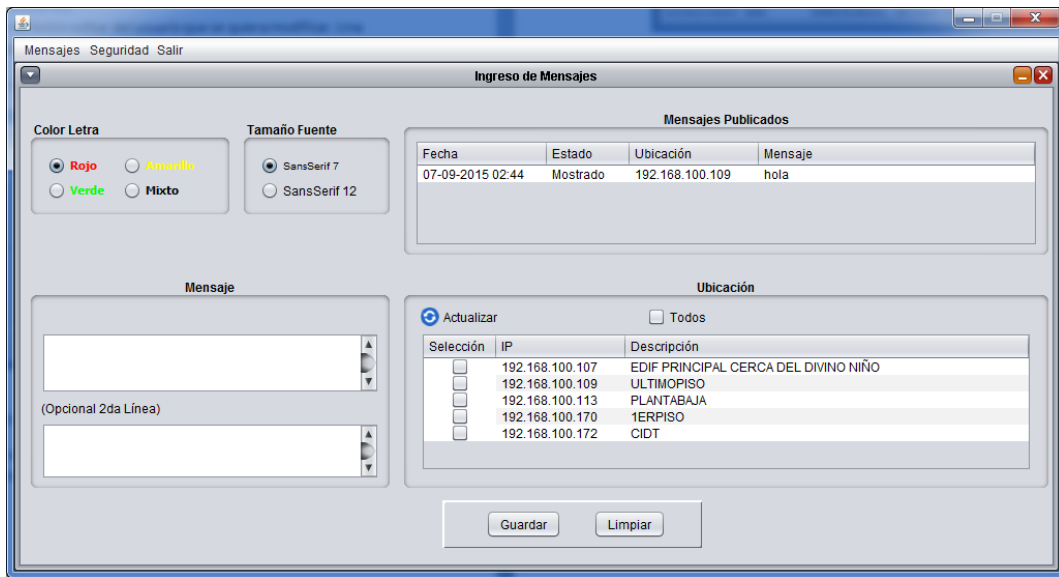 Mensajes Seguridad Salir
Ingreso de Mensajes
Color Letra
Rojo Amarillo
Verde Mixto
Tamaño Fuente
SansSerif 7
SansSerif 12
Mensajes Publicados
Fecha Estado Ubicación Mensaje
07-09-2015 02:44 Mostrado 192.168.100.109 hola
Mensaje
(Opcional 2da Línea)
Ubicación
Actualizar Todos
Selección IP Descripción
192.168.100.107 EDIF PRINCIPAL CERCA DEL DIVINO NIÑO
192.168.100.109 ULTIMOPISO
192.168.100.113 PLANTABAJA
192.168.100.170 1ERPISO
192.168.100.172 CIDT
Guardar Limpiar